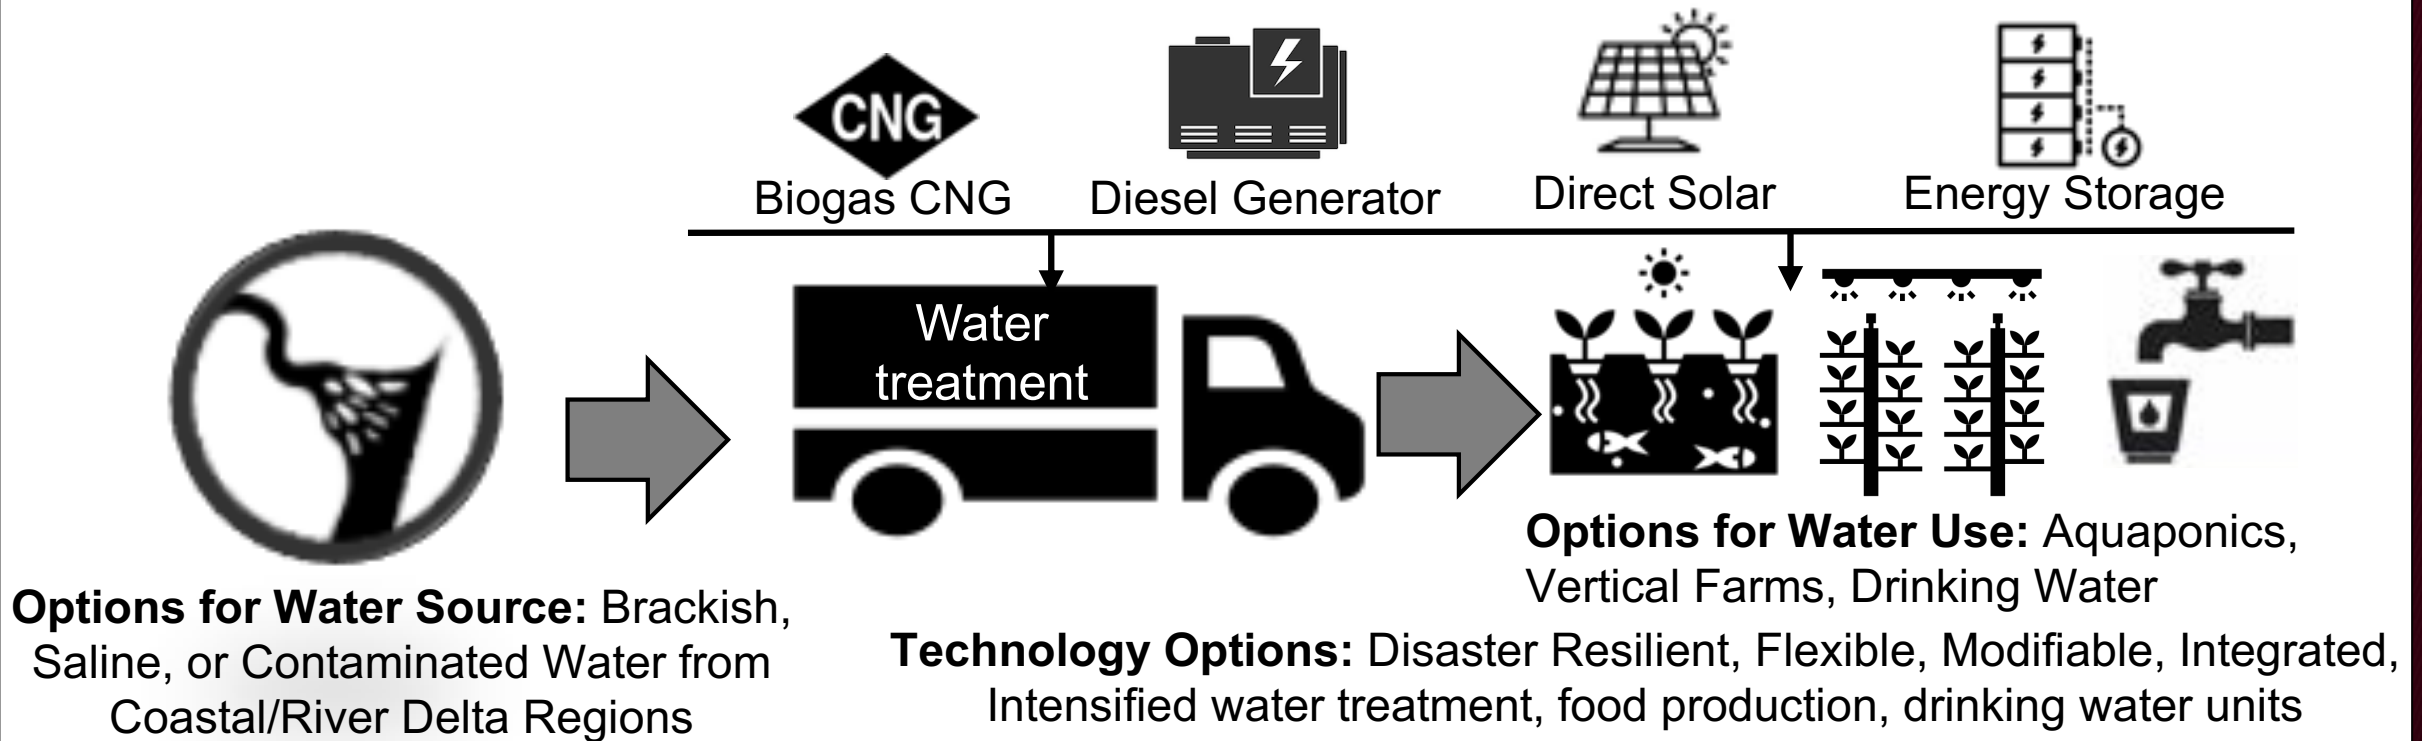 CNG
Biogas CNG
Diesel Generator
Direct Solar
Energy Storage
Water
treatment
Options for Water Source: Brackish,
Saline, or Contaminated Water from
Coastal/River Delta Regions
Options for Water Use: Aquaponics,
Vertical Farms, Drinking Water
Technology Options: Disaster Resilient, Flexible, Modifiable, Integrated,
Intensified water treatment, food production, drinking water units